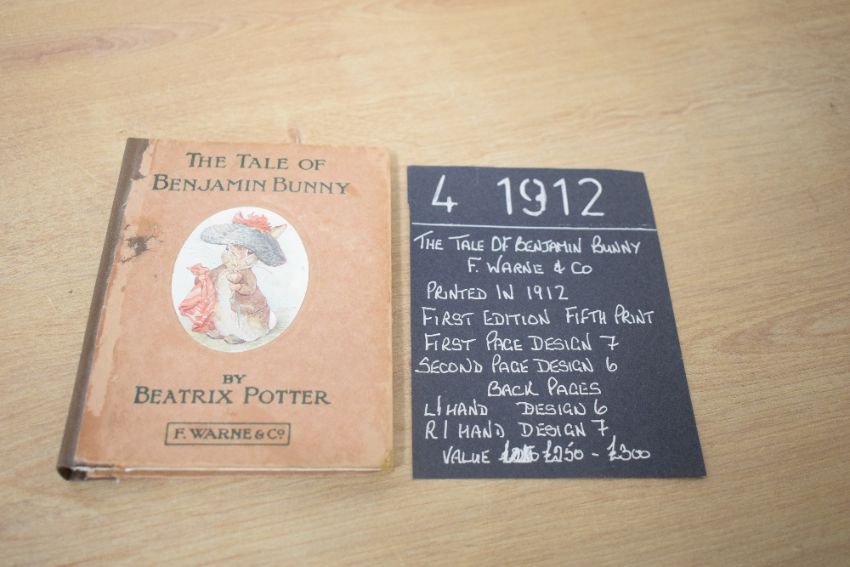 THE TALE OF
BENJAMIN BUNNY
BY
BEATRIX POTTER
F. WARNE & Co
4 1912
THE TALE OF BENJAMIN BUNNY
F. WARNE & Co
PRINTED IN 1912
FIRST EDITION FIFTH PRINT
FIRST PAGE DESIGN 7
SECOND PAGE DESIGN 6
BACK PAGES
L/HAND DESIGN 6
R/HAND DESIGN 7
VALUE £250 - £300